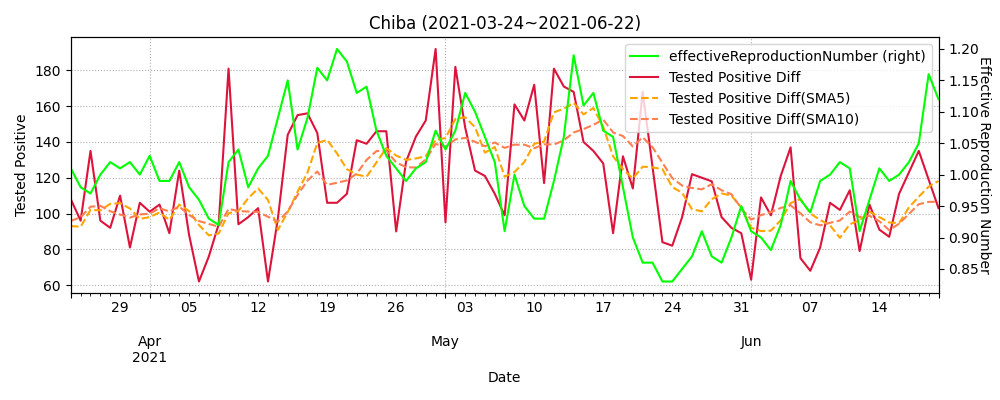 Chiba (2021-03-24~2021-06-22)
effectiveReproductionNumber (right)
Tested Positive Diff
Tested Positive Diff(SMA5)
Tested Positive Diff(SMA10)
Tested Positive
180
160
140
120
100
80
60
1.20
1.15
1.10
1.05
1.00
0.95
0.90
0.85
Effective Reproduction Number
29 05 12 19 26 03 10 17 24 31 07 14
Apr May Jun
2021
Date